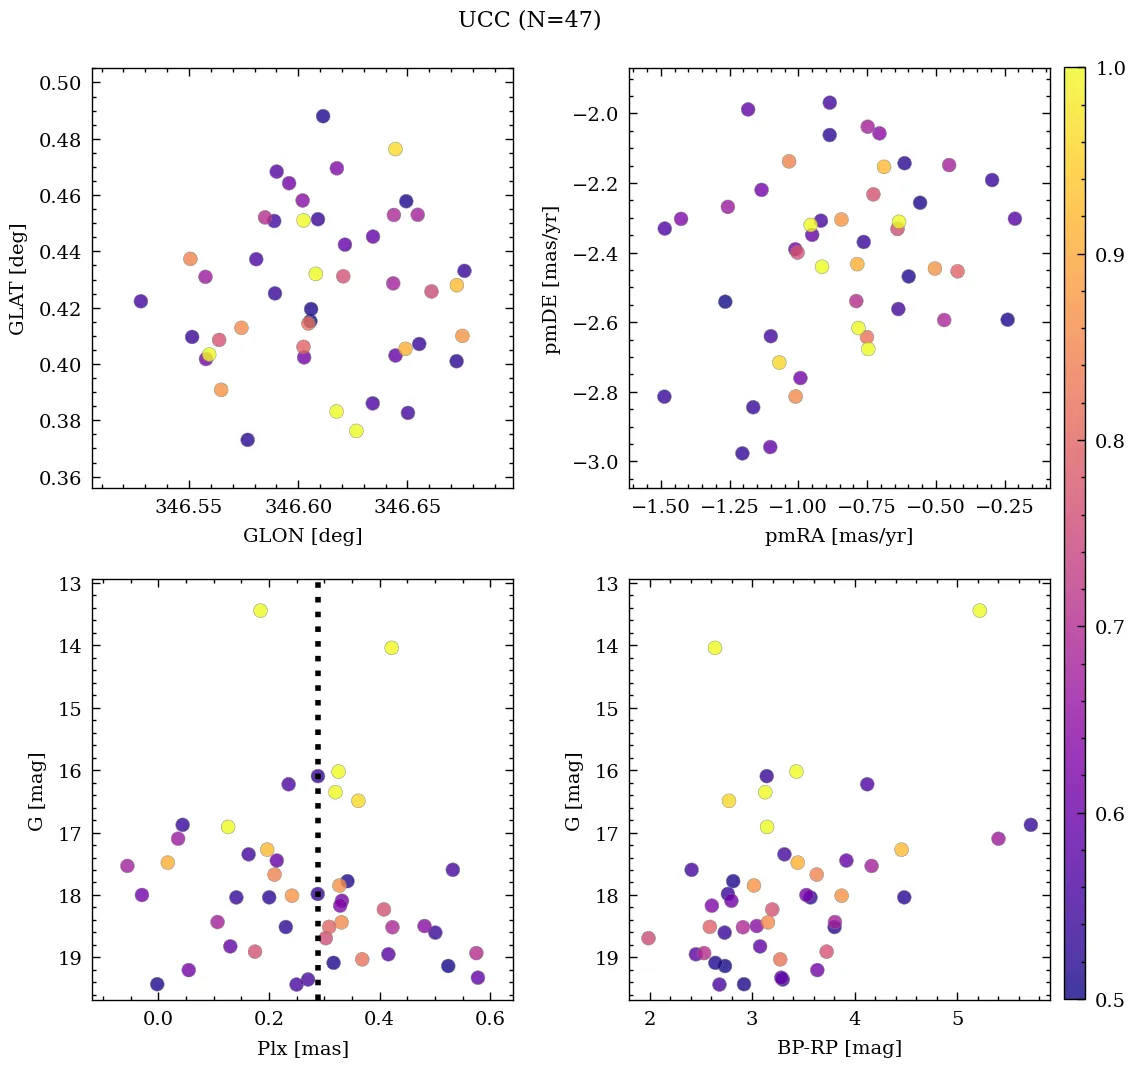 UCC (N=47)
0.50
0.48
0.46
0.44
0.42
0.40
0.38
0.36
GLAT [deg]
346.55 346.60 346.65
GLON [deg]
−2.0
−2.2
−2.4
−2.6
−2.8
−3.0
pmDE [mas/yr]
−1.50 −1.25 −1.00 −0.75 −0.50 −0.25
pmRA [mas/yr]
1.0
0.9
0.8
0.7
0.6
0.5
13
14
15
16
17
18
19
G [mag]
0.0 0.2 0.4 0.6
Plx [mas]
13
14
15
16
17
18
19
G [mag]
2 3 4 5
BP-RP [mag]